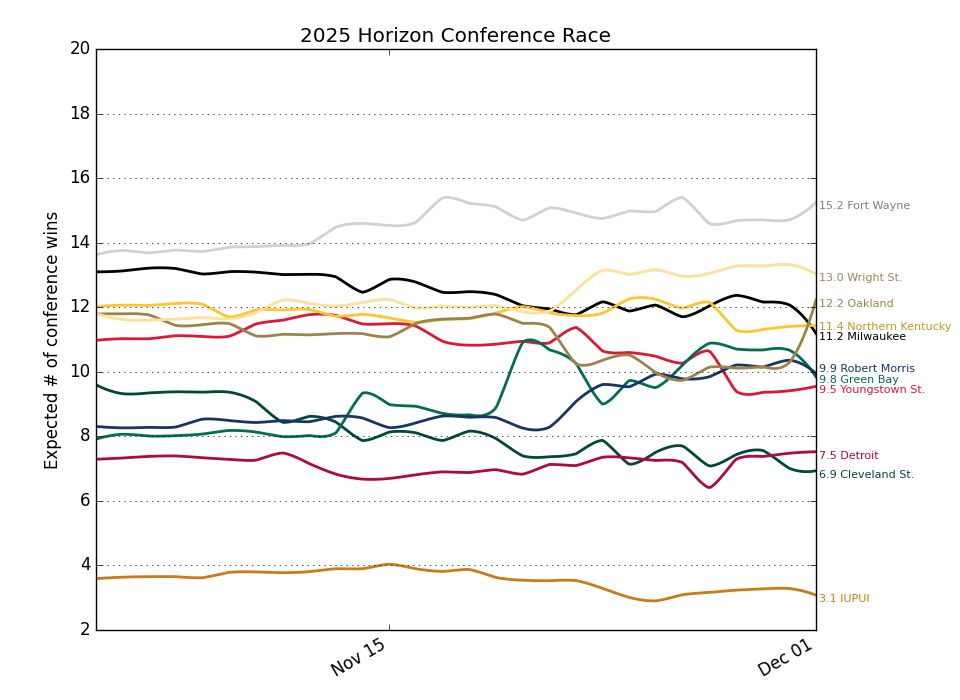 2025 Horizon Conference Race
Expected # of conference wins
20
18
16
14
12
10
8
6
4
2
15.2 Fort Wayne
13.0 Wright St.
12.2 Oakland
11.4 Northern Kentucky
11.2 Milwaukee
9.9 Robert Morris
9.8 Green Bay
9.5 Youngstown St.
7.5 Detroit
6.9 Cleveland St.
3.1 IUPUI
Nov 15
Dec 01